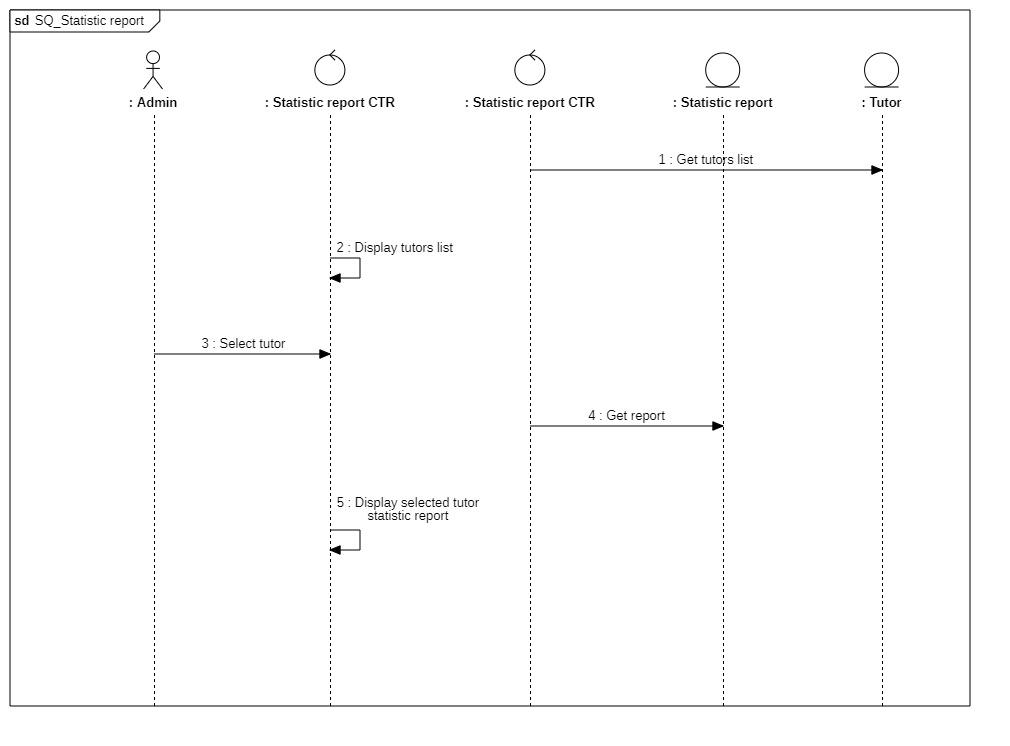 sd SQ_Statistic report
: Admin
: Statistic report CTR
: Statistic report CTR
: Statistic report
: Tutor
1 : Get tutors list
2 : Display tutors list
3 : Select tutor
4 : Get report
5 : Display selected tutor
statistic report